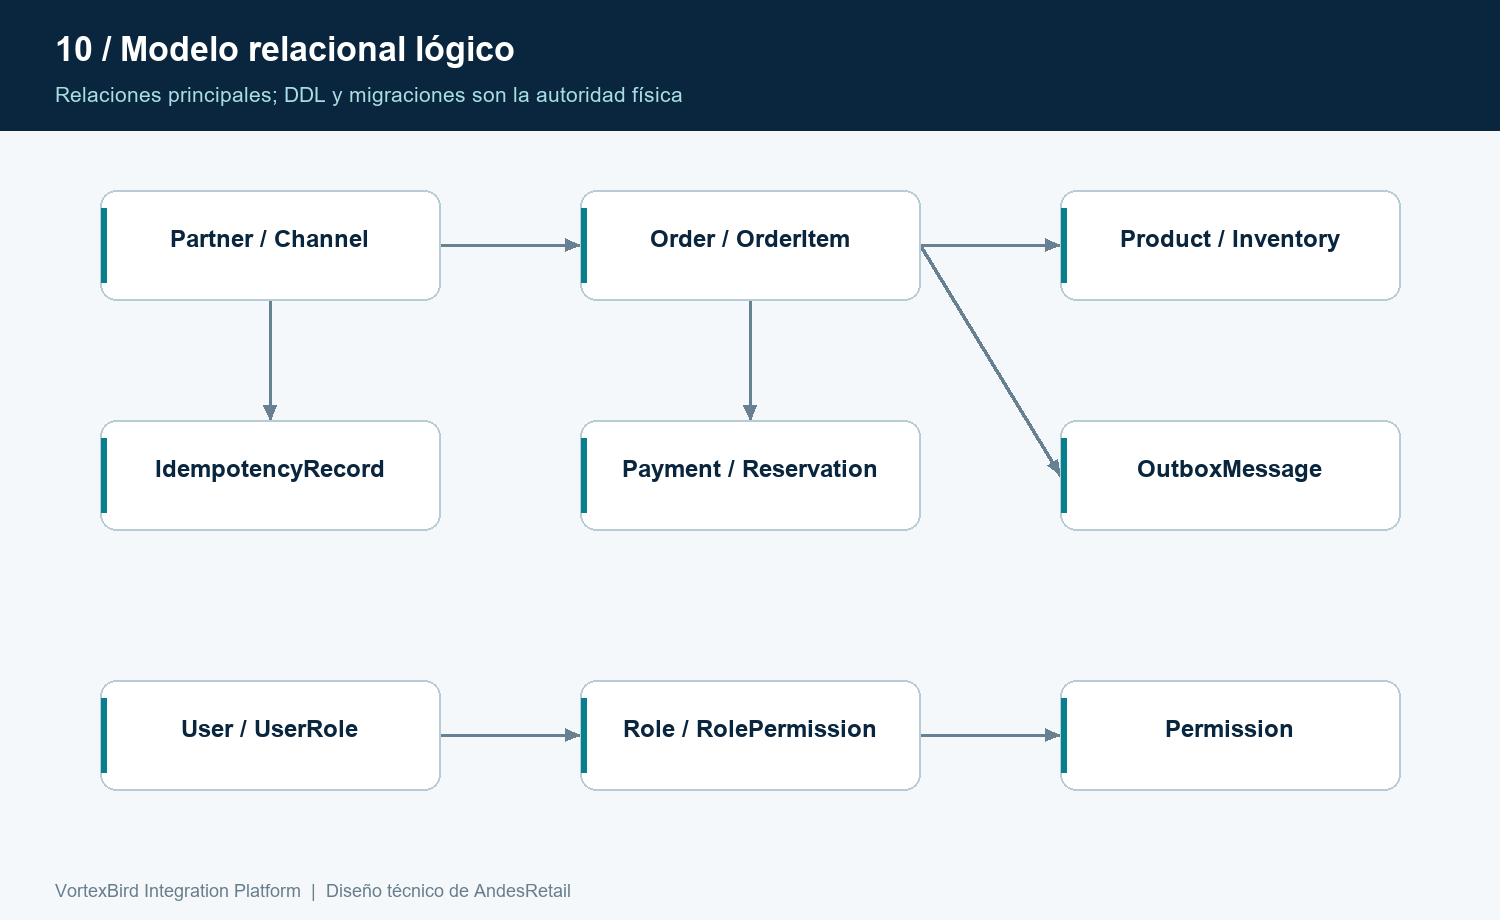 10 / Modelo relacional lógico
Relaciones principales; DDL y migraciones son la autoridad física
Partner / Channel
Order / OrderItem
Product / Inventory
IdempotencyRecord
Payment / Reservation
OutboxMessage
User / UserRole
Role / RolePermission
Permission
VortexBird Integration Platform | Diseño técnico de AndesRetail